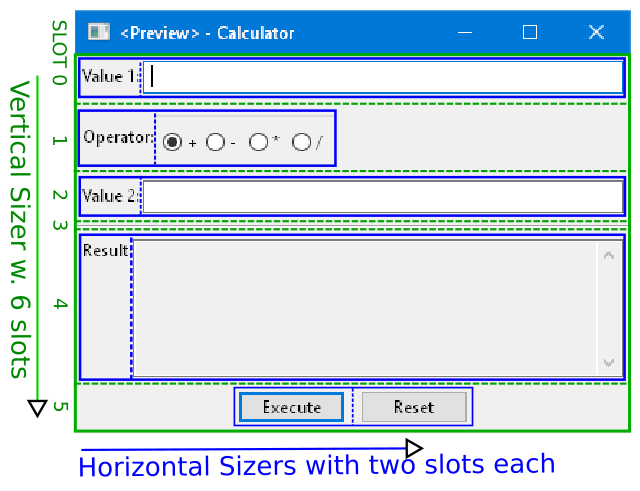 <Preview> - Calculator
SLOT 0
Value 1:
1
Operator:
+ - * /
2
Value 2:
3
Result
4
5
Execute Reset
Vertical Sizer w. 6 slots
Horizontal Sizers with two slots each